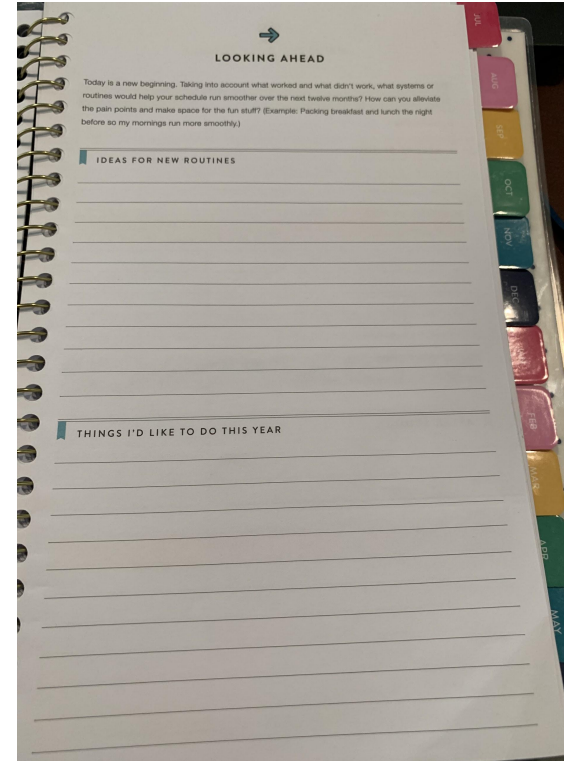 LOOKING AHEAD
Today is a new beginning. Taking into account what worked and what didn't work, what systems or
routines would help your schedule run smoother over the next twelve months? How can you alleviate
the pain points and make space for the fun stuff? (Example: Packing breakfast and lunch the night
before so my mornings run more smoothly.)
IDEAS FOR NEW ROUTINES
THINGS I'D LIKE TO DO THIS YEAR
JUL
AUG
SEP
OCT
NOV
DEC
JAN
FEB
MAR
APR
MAY